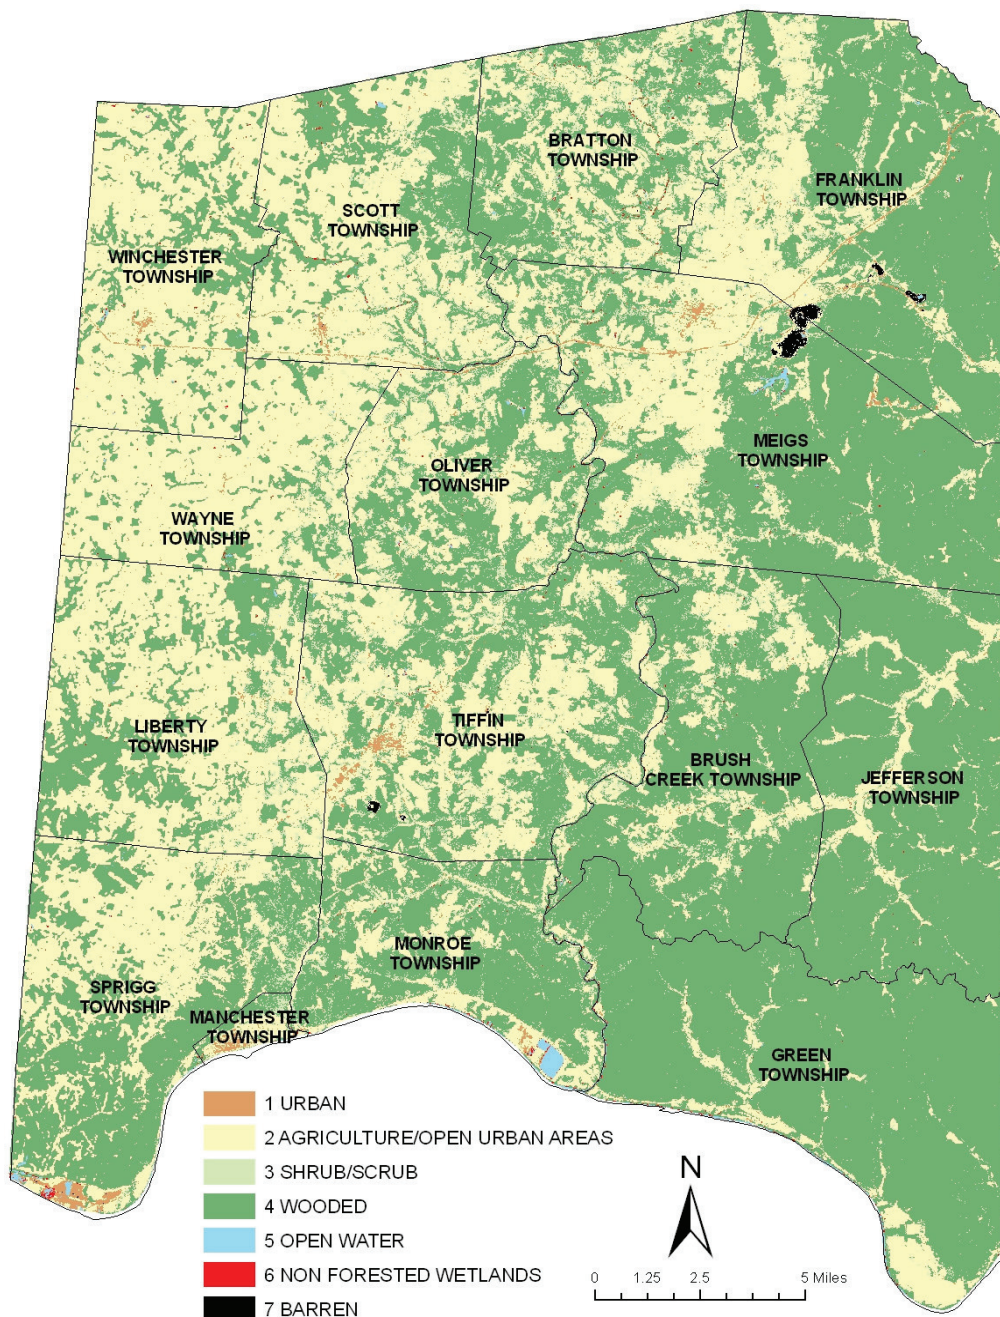 BRATTON
TOWNSHIP
FRANKLIN
TOWNSHIP
SCOTT
TOWNSHIP
WINCHESTER
TOWNSHIP
MEIGS
TOWNSHIP
OLIVER
TOWNSHIP
WAYNE
TOWNSHIP
LIBERTY
TOWNSHIP
TIFFIN
TOWNSHIP
BRUSH
CREEK TOWNSHIP
JEFFERSON
TOWNSHIP
MONROE
TOWNSHIP
SPRIGG
TOWNSHIP
MANCHESTER
TOWNSHIP
GREEN
TOWNSHIP
1 URBAN
2 AGRICULTURE/OPEN URBAN AREAS
3 SHRUB/SCRUB
4 WOODED
5 OPEN WATER
6 NON FORESTED WETLANDS
7 BARREN
N
0 1.25 2.5 5 Miles